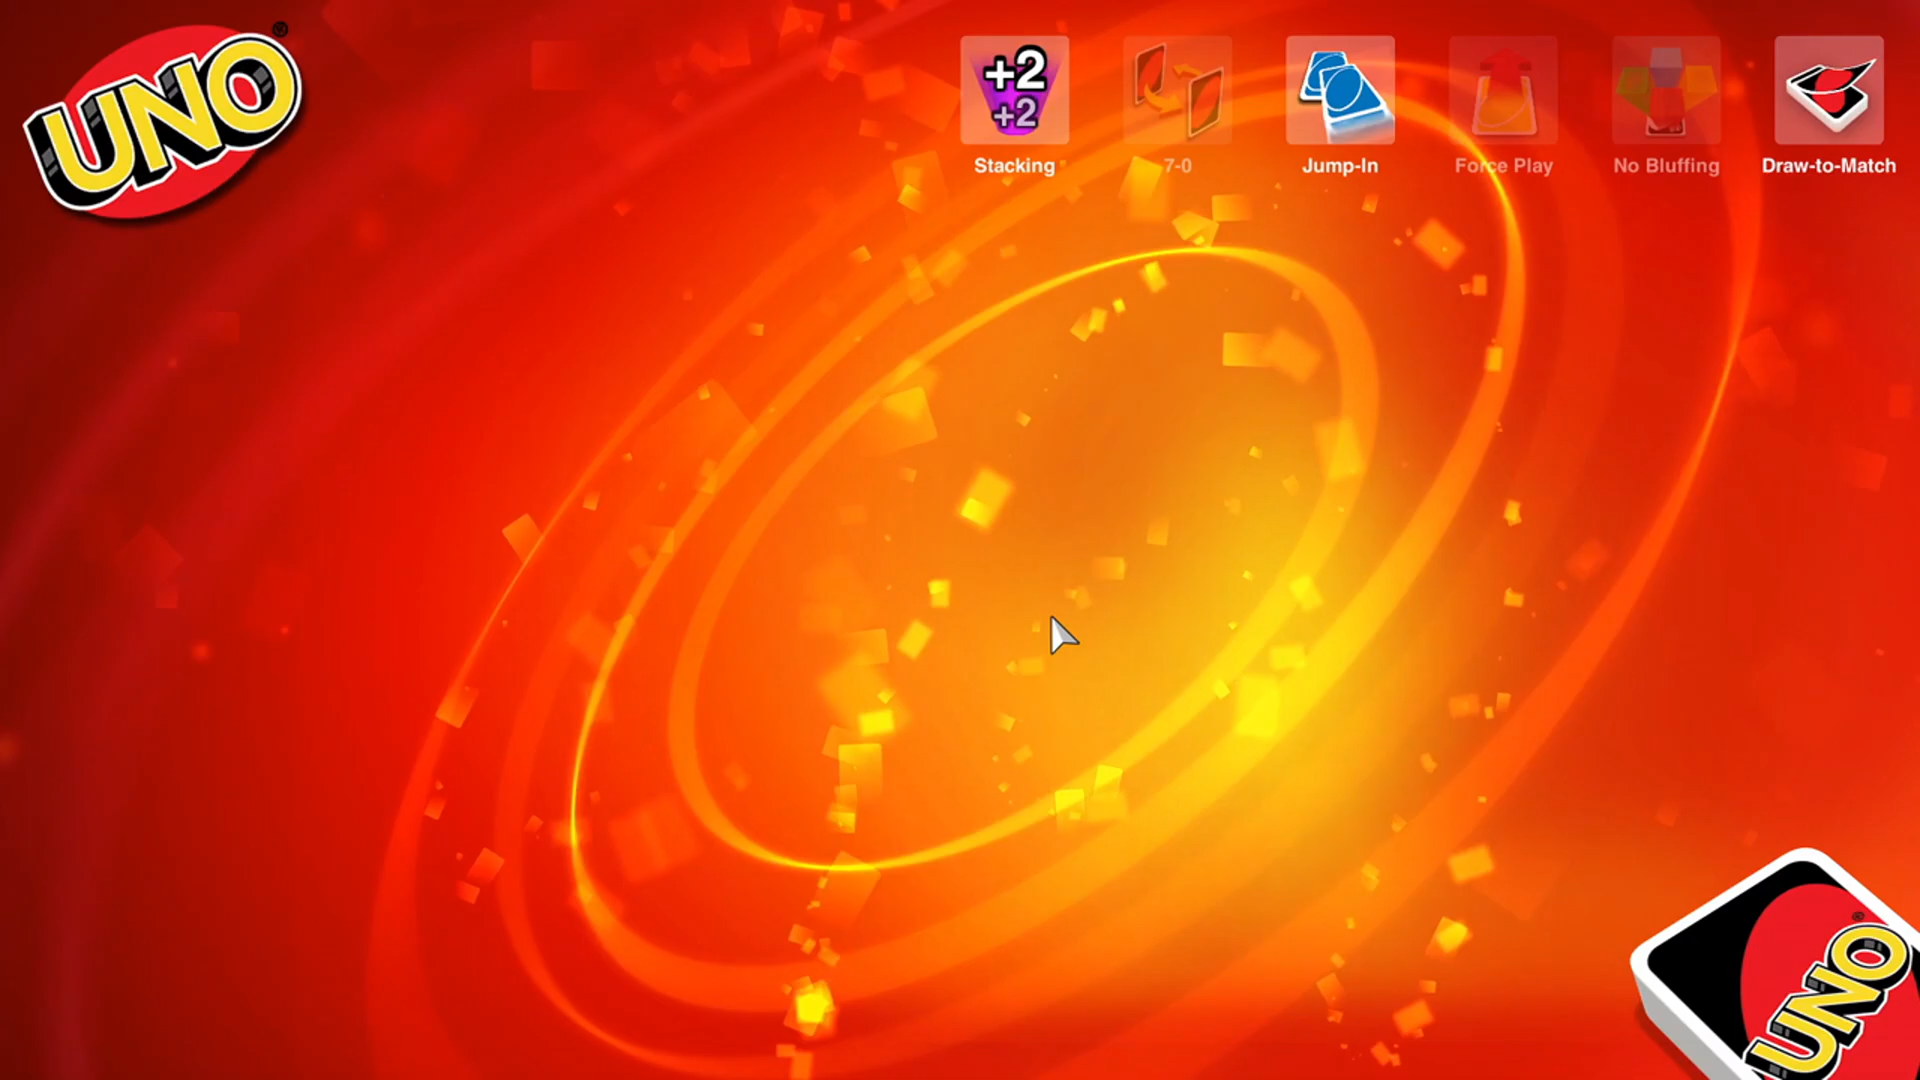 UNO
®
+2
+2
Stacking
7-0
Jump-In
Force Play
No Bluffing
Draw-to-Match
UNO
®